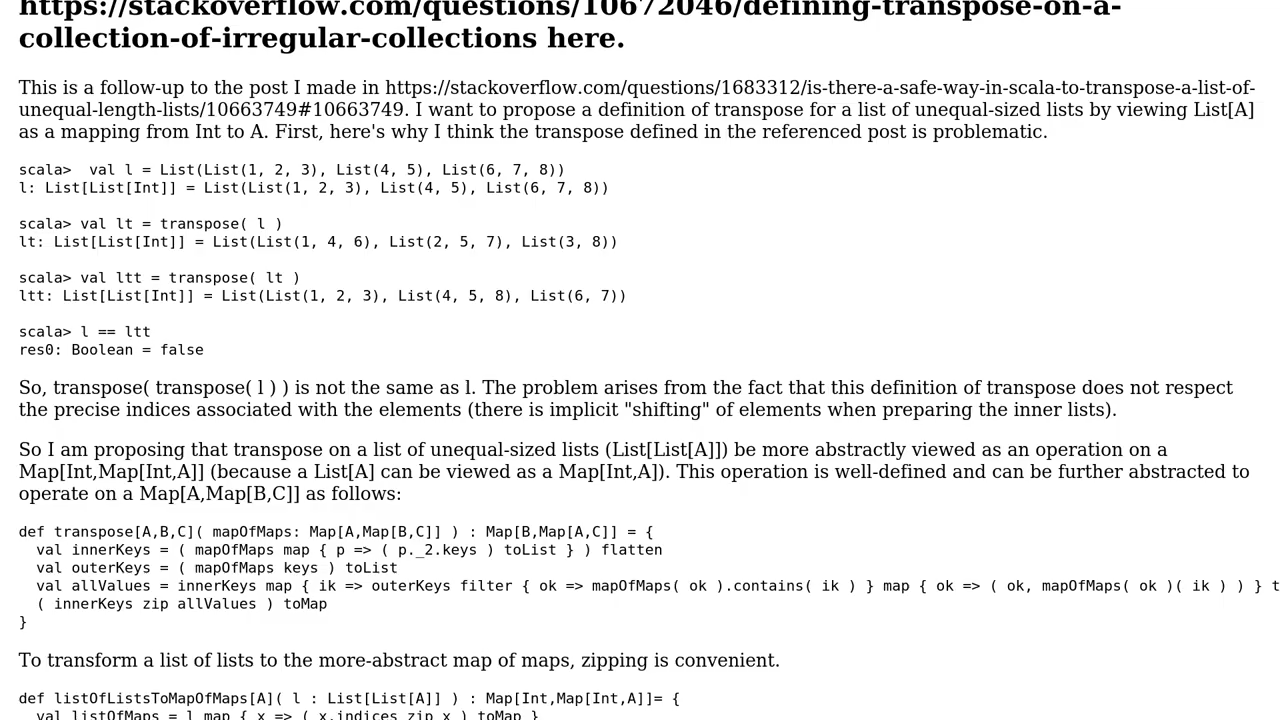 https://stackoverflow.com/questions/10672046/defining-transpose-on-a-
collection-of-irregular-collections here.
This is a follow-up to the post I made in https://stackoverflow.com/questions/1683312/is-there-a-safe-way-in-scala-to-transpose-a-list-of-
unequal-length-lists/10663749#10663749. I want to propose a definition of transpose for a list of unequal-sized lists by viewing List[A]
as a mapping from Int to A. First, here's why I think the transpose defined in the referenced post is problematic.
scala>  val l = List(List(1, 2, 3), List(4, 5), List(6, 7, 8))
l: List[List[Int]] = List(List(1, 2, 3), List(4, 5), List(6, 7, 8))
scala> val lt = transpose( l )
lt: List[List[Int]] = List(List(1, 4, 6), List(2, 5, 7), List(3, 8))
scala> val ltt = transpose( lt )
ltt: List[List[Int]] = List(List(1, 2, 3), List(4, 5, 8), List(6, 7))
scala> l == ltt
res0: Boolean = false
So, transpose( transpose( l ) ) is not the same as l. The problem arises from the fact that this definition of transpose does not respect
the precise indices associated with the elements (there is implicit "shifting" of elements when preparing the inner lists).
So I am proposing that transpose on a list of unequal-sized lists (List[List[A]]) be more abstractly viewed as an operation on a
Map[Int,Map[Int,A]] (because a List[A] can be viewed as a Map[Int,A]). This operation is well-defined and can be further abstracted to
operate on a Map[A,Map[B,C]] as follows:
def transpose[A,B,C]( mapOfMaps: Map[A,Map[B,C]] ) : Map[B,Map[A,C]] = {
  val innerKeys = ( mapOfMaps map { p => ( p._2.keys ) toList } ) flatten
  val outerKeys = ( mapOfMaps keys ) toList
  val allValues = innerKeys map { ik => outerKeys filter { ok => mapOfMaps( ok ).contains( ik ) } map { ok => ( ok, mapOfMaps( ok )( ik ) ) } t
  ( innerKeys zip allValues ) toMap
}
To transform a list of lists to the more-abstract map of maps, zipping is convenient.
def listOfListsToMapOfMaps[A]( l : List[List[A]] ) : Map[Int,Map[Int,A]]= {
  val listOfMaps = l map { x => ( x.indices zip x ) toMap }